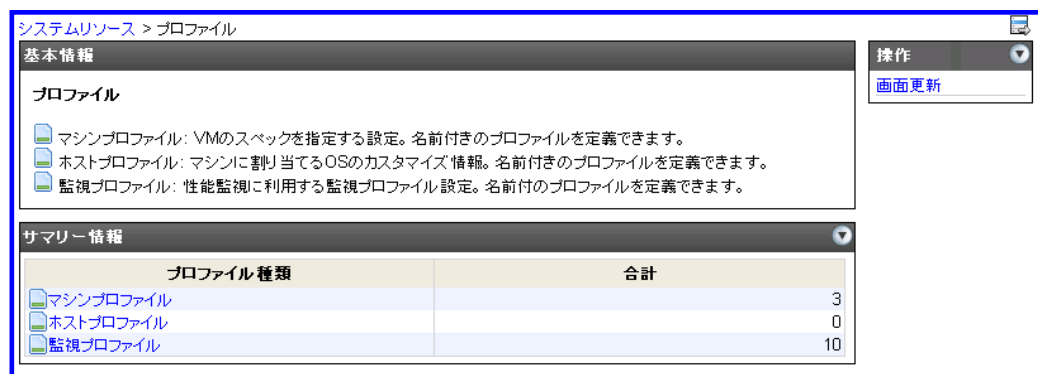 システムリソース > プロファイル
基本情報
プロファイル
マシンプロファイル: VMのスペックを指定する設定。名前付きのプロファイルを定義できます。
ホストプロファイル: マシンに割り当てるOSのカスタマイズ情報。名前付きのプロファイルを定義できます。
監視プロファイル: 性能監視に利用する監視プロファイル設定。名前付のプロファイルを定義できます。
サマリー情報
プロファイル種類 合計
マシンプロファイル 3
ホストプロファイル 0
監視プロファイル 10
操作
画面更新